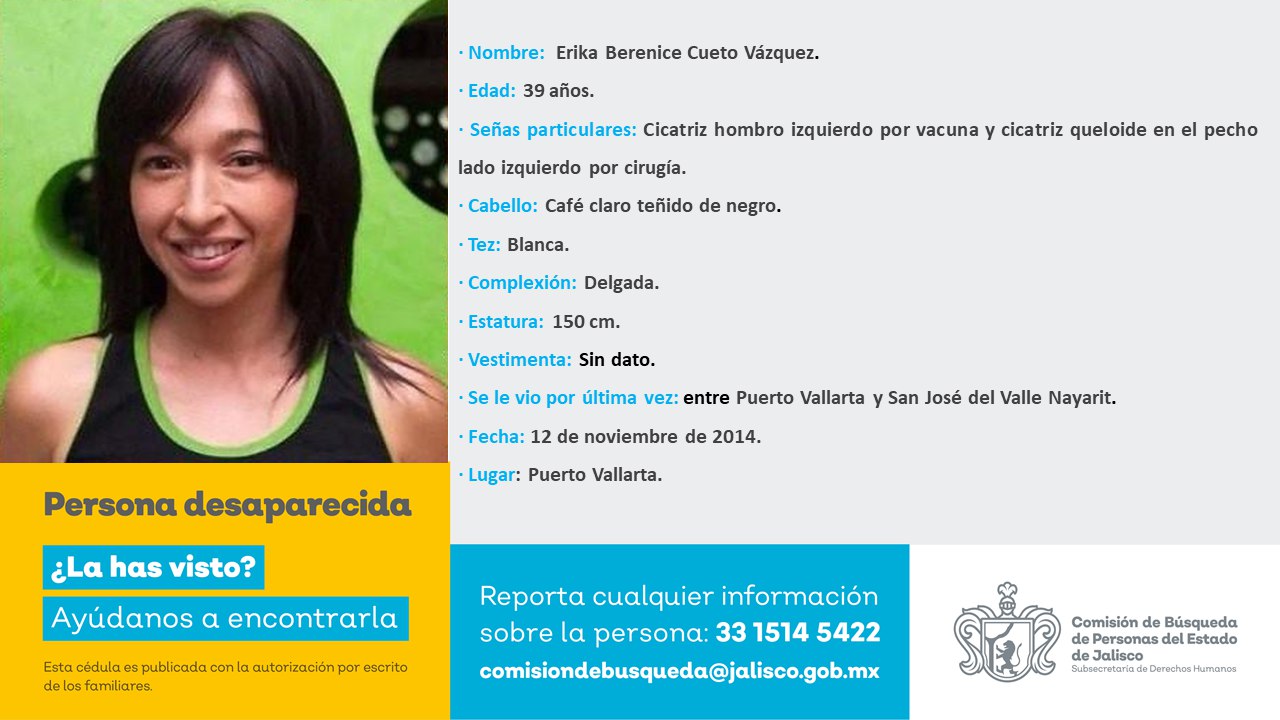 · Nombre: Erika Berenice Cueto Vázquez.
· Edad: 39 años.
· Señas particulares: Cicatriz hombro izquierdo por vacuna y cicatriz queloide en el pecho
lado izquierdo por cirugía.
· Cabello: Café claro teñido de negro.
· Tez: Blanca.
· Complexión: Delgada.
· Estatura: 150 cm.
· Vestimenta: Sin dato.
· Se le vio por última vez: entre Puerto Vallarta y San José del Valle Nayarit.
· Fecha: 12 de noviembre de 2014.
· Lugar: Puerto Vallarta.
Persona desaparecida
¿La has visto?
Ayúdanos a encontrarla
Esta cédula es publicada con la autorización por escrito
de los familiares.
Reporta cualquier información
sobre la persona: 33 1514 5422
comisiondebusqueda@jalisco.gob.mx
Comisión de Búsqueda
de Personas del Estado
de Jalisco
Subsecretaría de Derechos Humanos